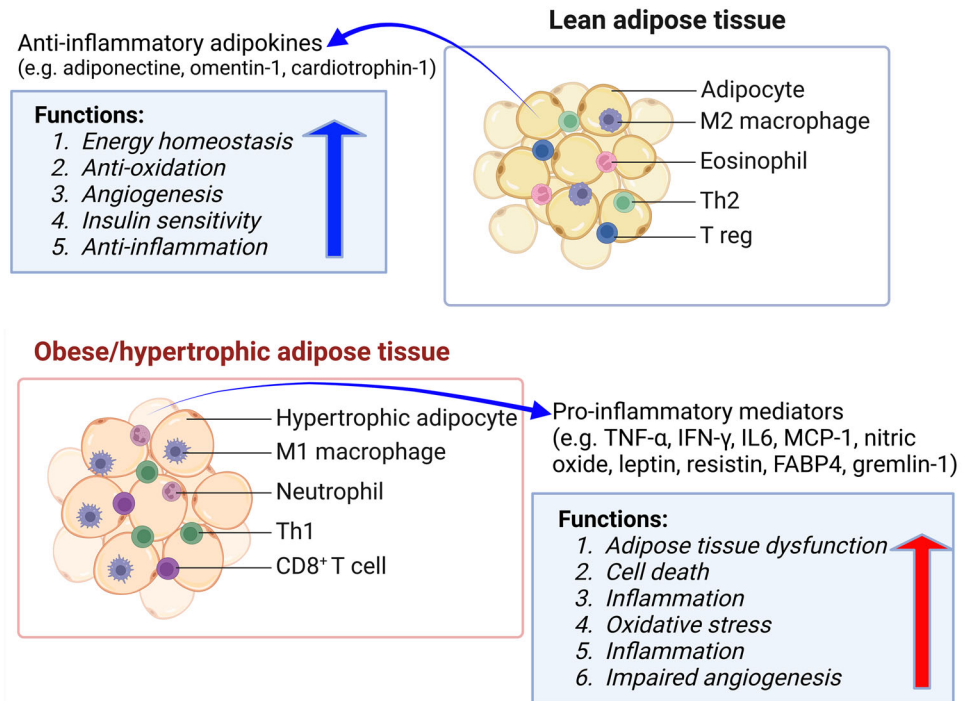 Lean adipose tissue
Anti-inflammatory adipokines
(e.g. adiponectine, omentin-1, cardiotrophin-1)
Functions:
1. Energy homeostasis
2. Anti-oxidation
3. Angiogenesis
4. Insulin sensitivity
5. Anti-inflammation
Adipocyte
M2 macrophage
Eosinophil
Th2
T reg
Obese/hypertrophic adipose tissue
Hypertrophic adipocyte
M1 macrophage
Neutrophil
Th1
CD8⁺ T cell
Pro-inflammatory mediators
(e.g. TNF-α, IFN-γ, IL6, MCP-1, nitric
oxide, leptin, resistin, FABP4, gremlin-1)
Functions:
1. Adipose tissue dysfunction
2. Cell death
3. Inflammation
4. Oxidative stress
5. Inflammation
6. Impaired angiogenesis